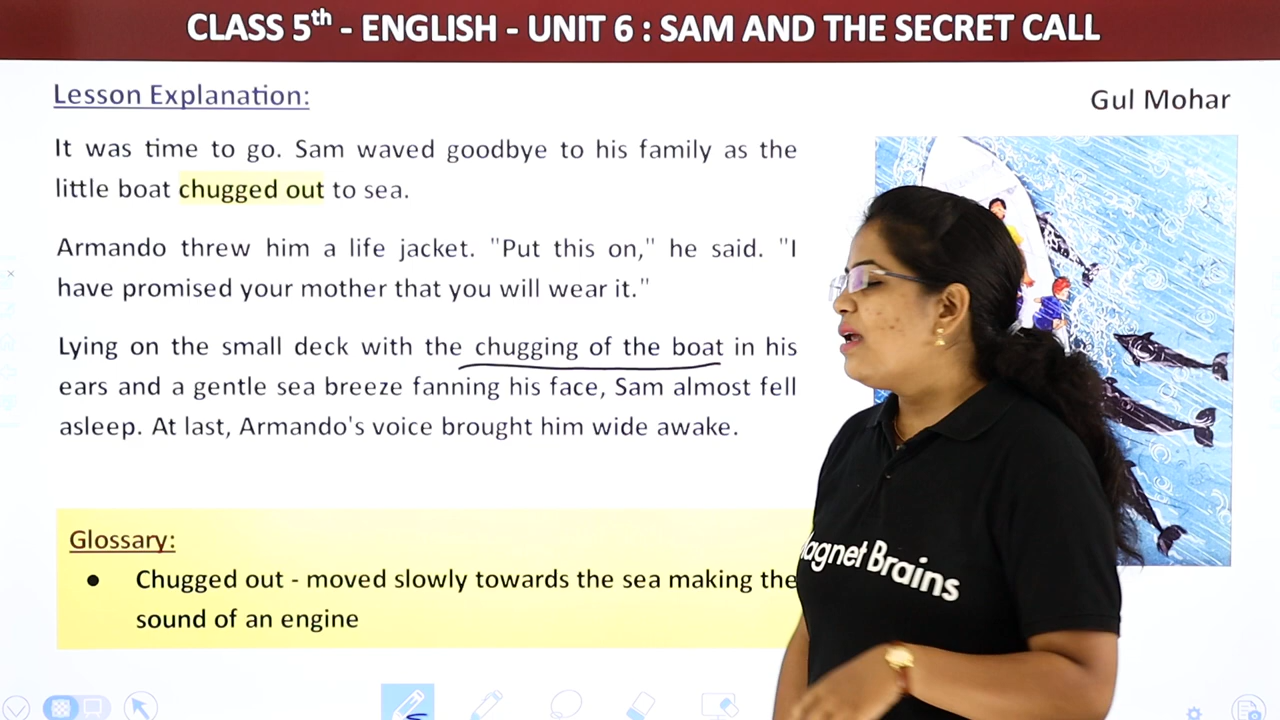 CLASS 5th - ENGLISH - UNIT 6 : SAM AND THE SECRET CALL
Lesson Explanation:
Gul Mohar
It was time to go. Sam waved goodbye to his family as the
little boat chugged out to sea.
Armando threw him a life jacket. "Put this on," he said. "I
have promised your mother that you will wear it."
Lying on the small deck with the chugging of the boat in his
ears and a gentle sea breeze fanning his face, Sam almost fell
asleep. At last, Armando's voice brought him wide awake.
Glossary:
● Chugged out - moved slowly towards the sea making the
sound of an engine
Magnet Brains